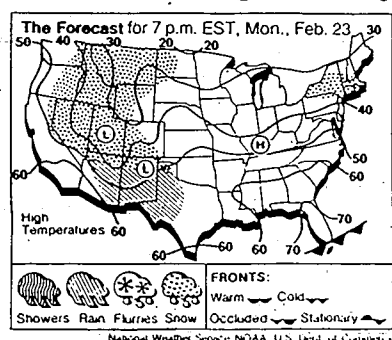 The Forecast for 7 p.m. EST, Mon., Feb. 23
50 40 30 20 20 30
40
50
60
60
60
L
L
H
High
Temperatures 60
70
60
60 60 70
Showers Rain Flurries Snow
FRONTS:
Warm Cold
Occluded Stationary
National Weather Service NOAA U.S. Dept. of